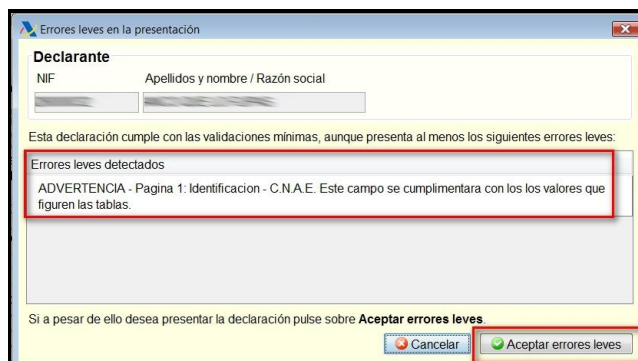 Errores leves en la presentación
Declarante
NIF
Apellidos y nombre / Razón social
Esta declaración cumple con las validaciones mínimas, aunque presenta al menos los siguientes errores leves:
Errores leves detectados
ADVERTENCIA - Pagina 1: Identificacion - C.N.A.E. Este campo se cumplimentara con los los valores que
figuren las tablas.
Si a pesar de ello desea presentar la declaración pulse sobre Aceptar errores leves.
Cancelar
Aceptar errores leves